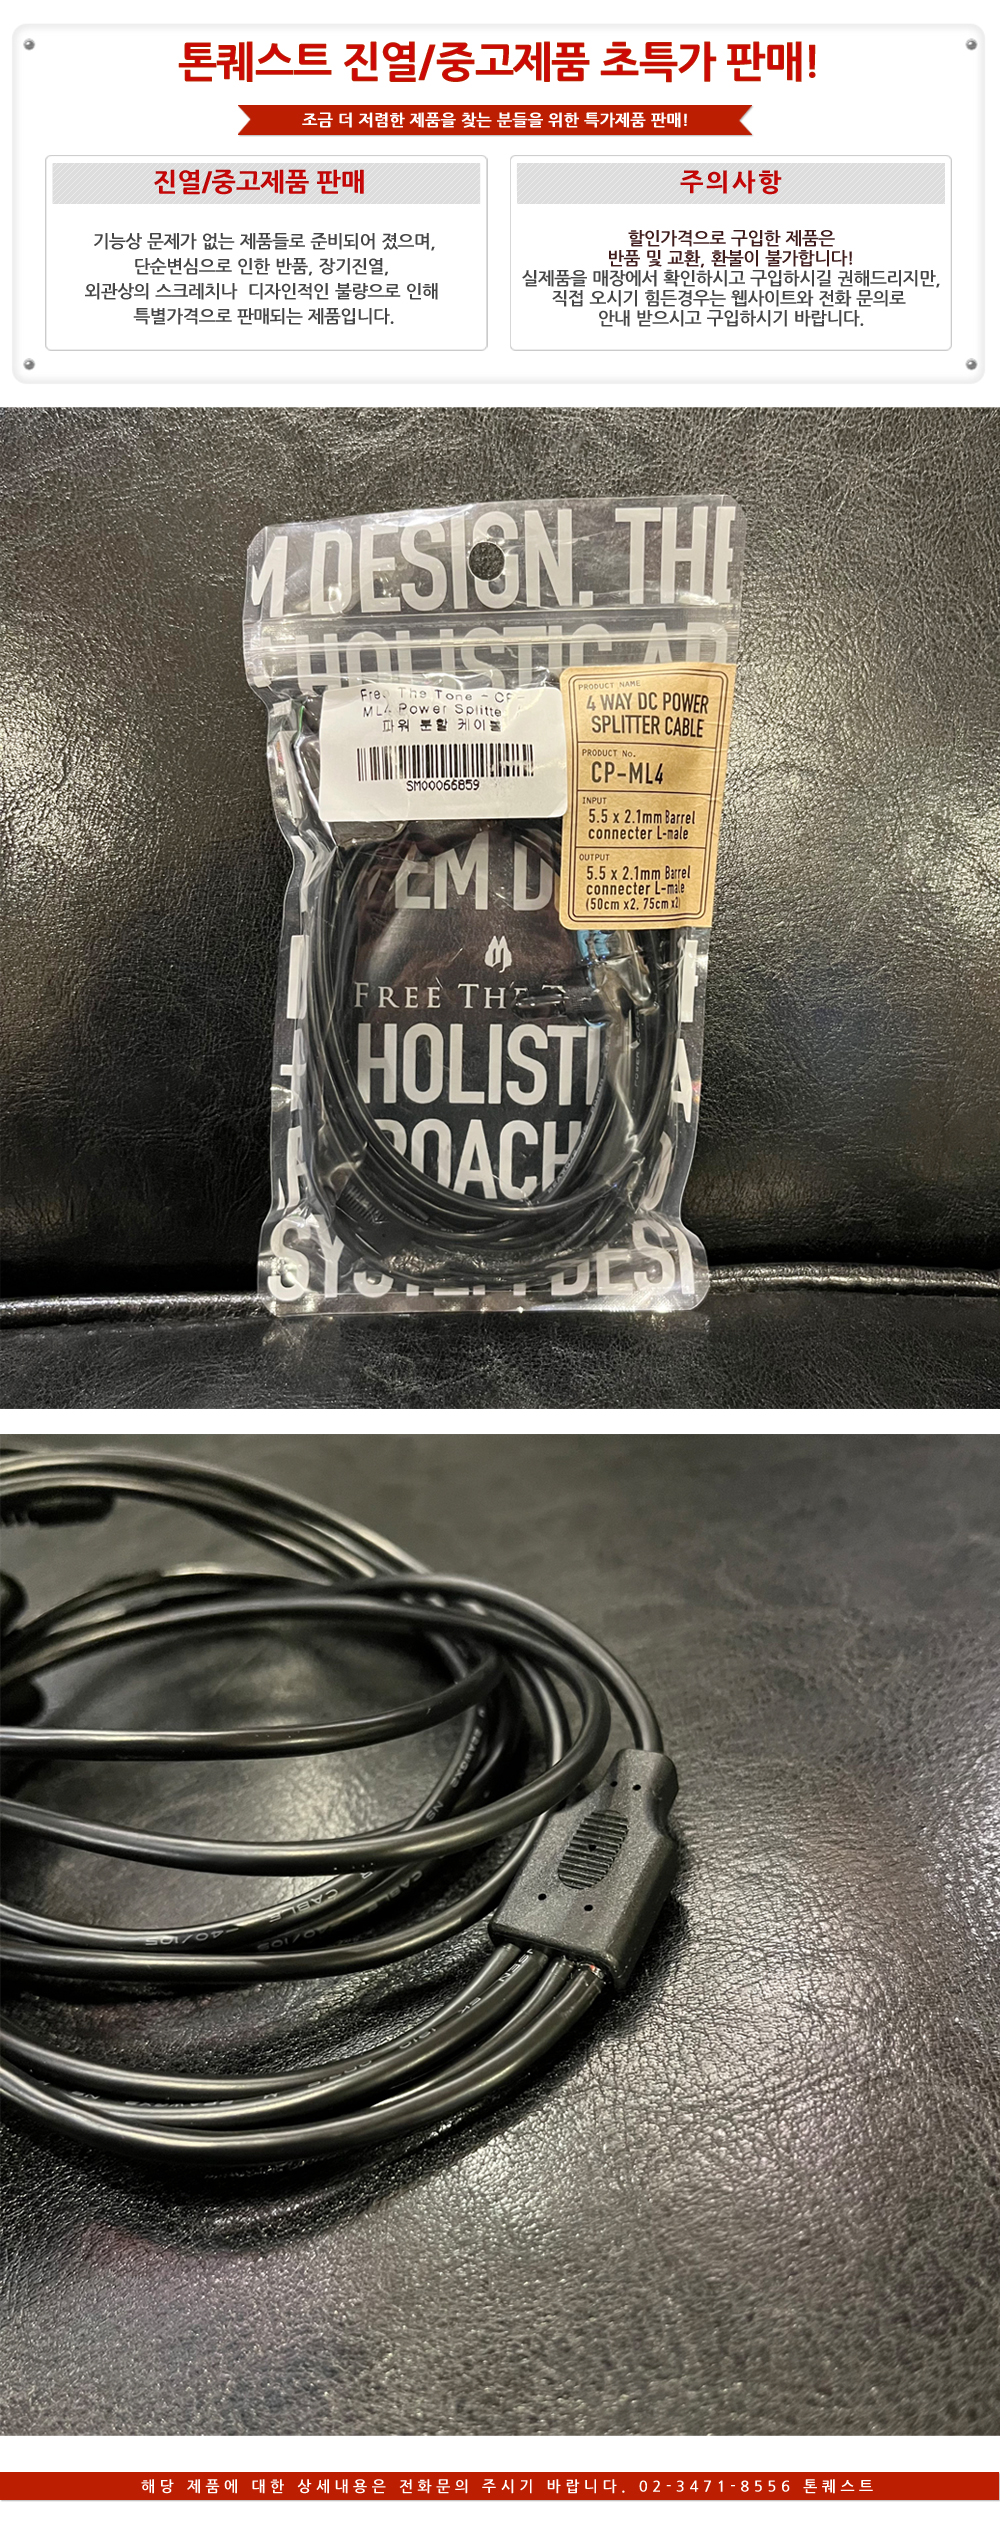 톤퀘스트 진열/중고제품 초특가 판매!
조금 더 저렴한 제품을 찾는 분들을 위한 특가제품 판매!
진열/중고제품 판매
기능상 문제가 없는 제품들로 준비되어 졌으며,
단순변심으로 인한 반품, 장기진열,
외관상의 스크레치나 디자인적인 불량으로 인해
특별가격으로 판매되는 제품입니다.
주의사항
할인가격으로 구입한 제품은
반품 및 교환, 환불이 불가합니다!
실제품을 매장에서 확인하시고 구입하시길 권해드리지만,
직접 오시기 힘든경우는 웹사이트와 전화 문의로
안내 받으시고 구입하시기 바랍니다.
M DESIGN. THE
HOLISTIC AP
Free The Tone - CP-
ML4 Power Splitte
파워 분할 케이블
SM00066859
PRODUCT NAME
4 WAY DC POWER
SPLITTER CABLE
PRODUCT No.
CP-ML4
INPUT
5.5 x 2.1mm Barrel
connecter L-male
OUTPUT
5.5 x 2.1mm Barrel
connecter L-male
(50cm x2, 75cm x2)
EM D
FREE THE T
HOLISTI
ROACH
DESI
CABLE
해당 제품에 대한 상세내용은 전화문의 주시기 바랍니다. 02-3471-8556 톤퀘스트